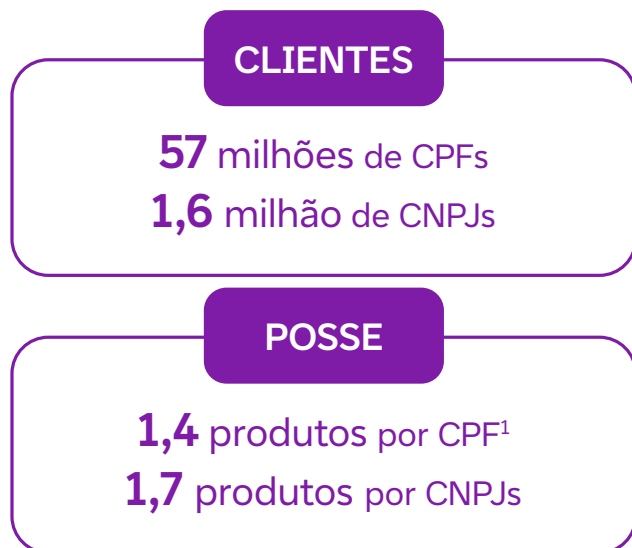 CLIENTES
57 milhões de CPFs
1,6 milhão de CNPJs
POSSE
1,4 produtos por CPF¹
1,7 produtos por CNPJs